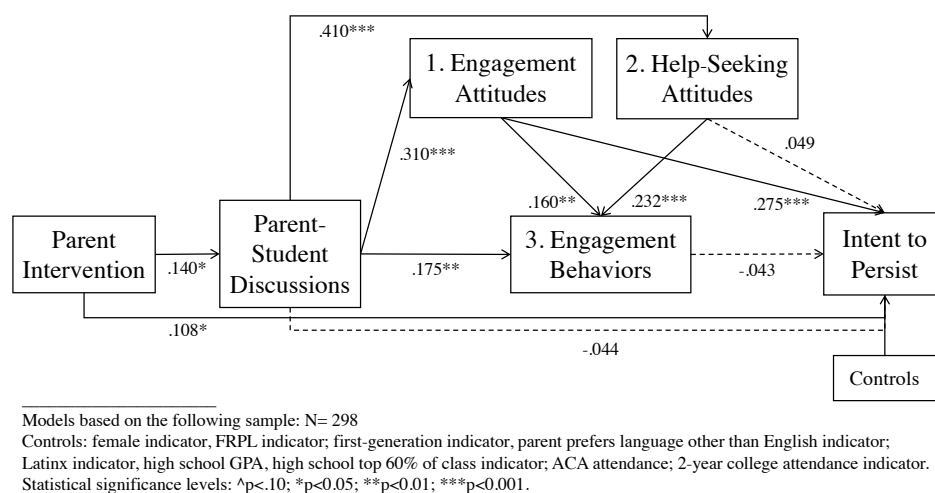 .410***
1. Engagement
Attitudes
2. Help-Seeking
Attitudes
.310***
.049
.160**
.232***
.275***
Parent
Intervention
.140*
Parent-
Student
Discussions
.175**
3. Engagement
Behaviors
-.043
Intent to
Persist
.108*
-.044
Controls
Models based on the following sample: N= 298
Controls: female indicator, FRPL indicator; first-generation indicator, parent prefers language other than English indicator;
Latinx indicator, high school GPA, high school top 60% of class indicator; ACA attendance; 2-year college attendance indicator.
Statistical significance levels: ^p<.10; *p<0.05; **p<0.01; ***p<0.001.